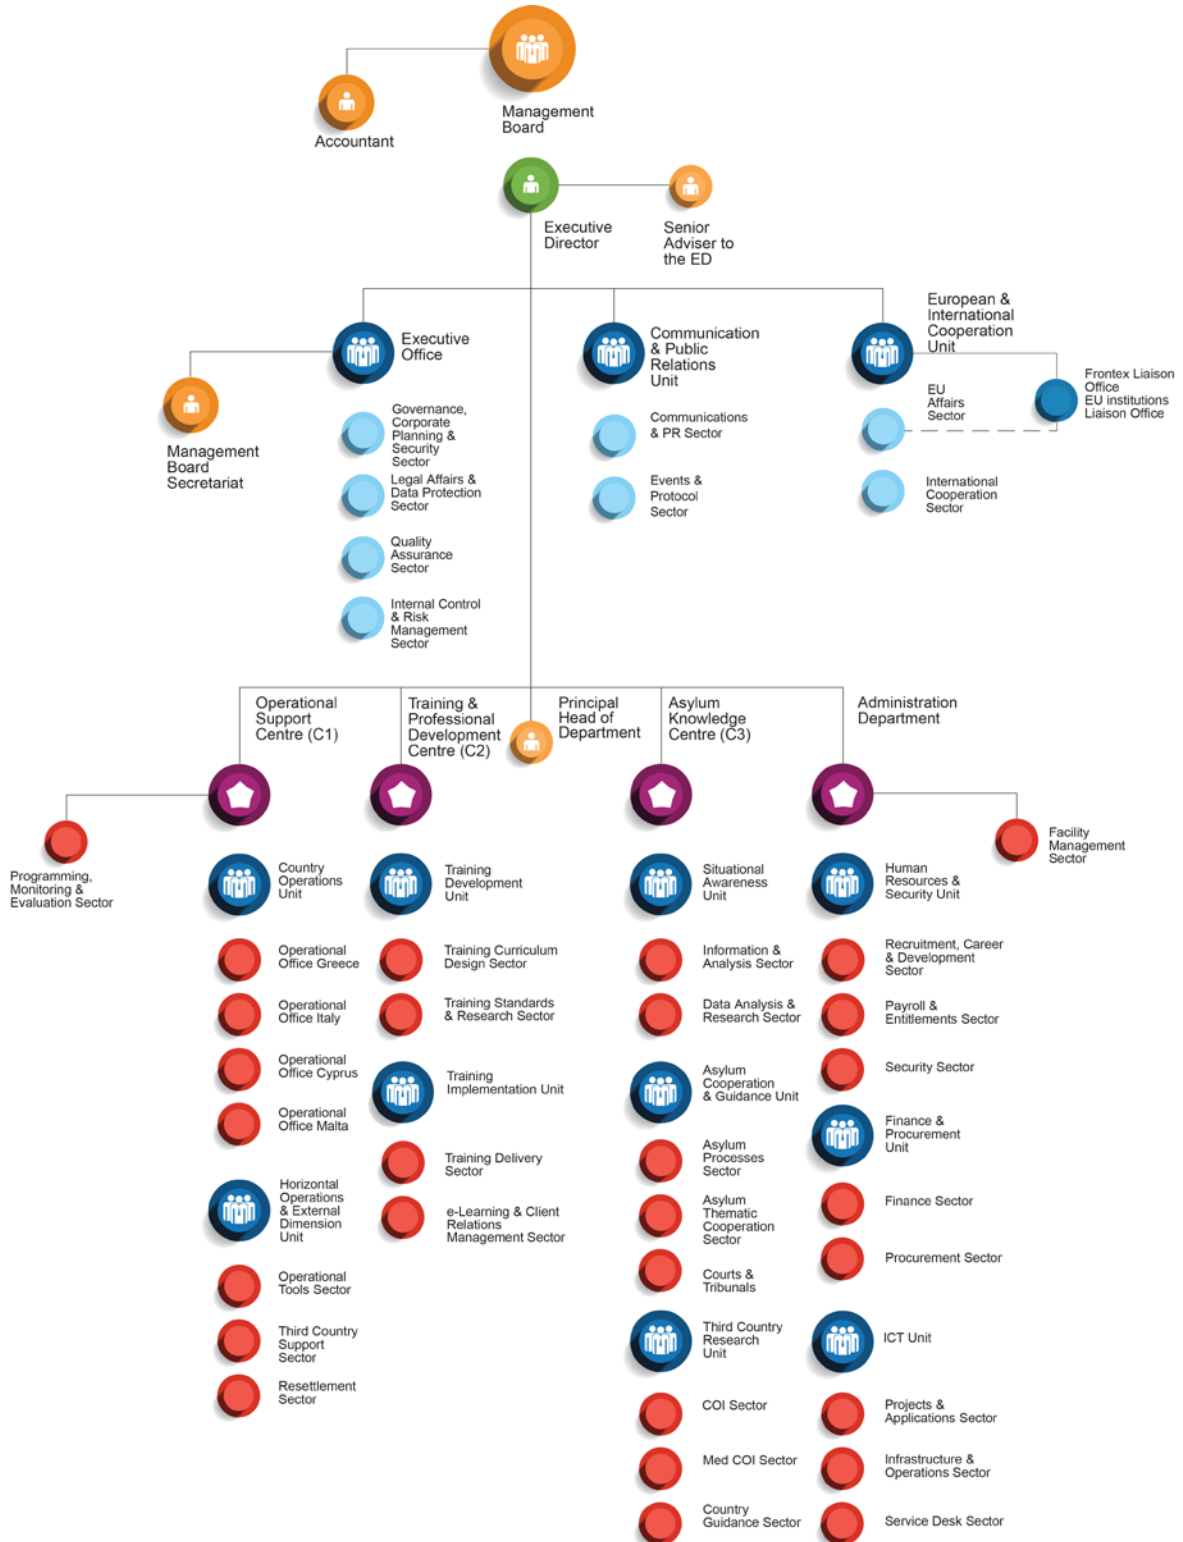 Management
Board
Accountant
Executive
Director
Senior
Adviser to
the ED
Executive
Office
Communication
& Public
Relations
Unit
European &
International
Cooperation
Unit
Management
Board
Secretariat
Governance,
Corporate
Planning &
Security
Sector
Legal Affairs &
Data Protection
Sector
Quality
Assurance
Sector
Internal Control
& Risk
Management
Sector
Communications
& PR Sector
Events &
Protocol
Sector
EU
Affairs
Sector
Frontex Liaison
Office
EU institutions
Liaison Office
International
Cooperation
Sector
Operational
Support
Centre (C1)
Training &
Professional
Development
Centre (C2)
Principal
Head of
Department
Asylum
Knowledge
Centre (C3)
Administration
Department
Programming,
Monitoring &
Evaluation Sector
Country
Operations
Unit
Operational
Office Greece
Operational
Office Italy
Operational
Office Cyprus
Operational
Office Malta
Horizontal
Operations
& External
Dimension
Unit
Operational
Tools Sector
Third Country
Support
Sector
Resettlement
Sector
Training
Development
Unit
Training Curriculum
Design Sector
Training Standards
& Research Sector
Training
Implementation Unit
Training Delivery
Sector
e-Learning & Client
Relations
Management Sector
Situational
Awareness
Unit
Information &
Analysis Sector
Data Analysis &
Research Sector
Asylum
Cooperation
& Guidance Unit
Asylum
Processes
Sector
Asylum
Thematic
Cooperation
Sector
Courts &
Tribunals
Third Country
Research
Unit
COI Sector
Med COI Sector
Country
Guidance Sector
Facility
Management
Sector
Human
Resources &
Security Unit
Recruitment, Career
& Development
Sector
Payroll &
Entitlements Sector
Security Sector
Finance &
Procurement
Unit
Finance Sector
Procurement Sector
ICT Unit
Projects &
Applications Sector
Infrastructure &
Operations Sector
Service Desk Sector